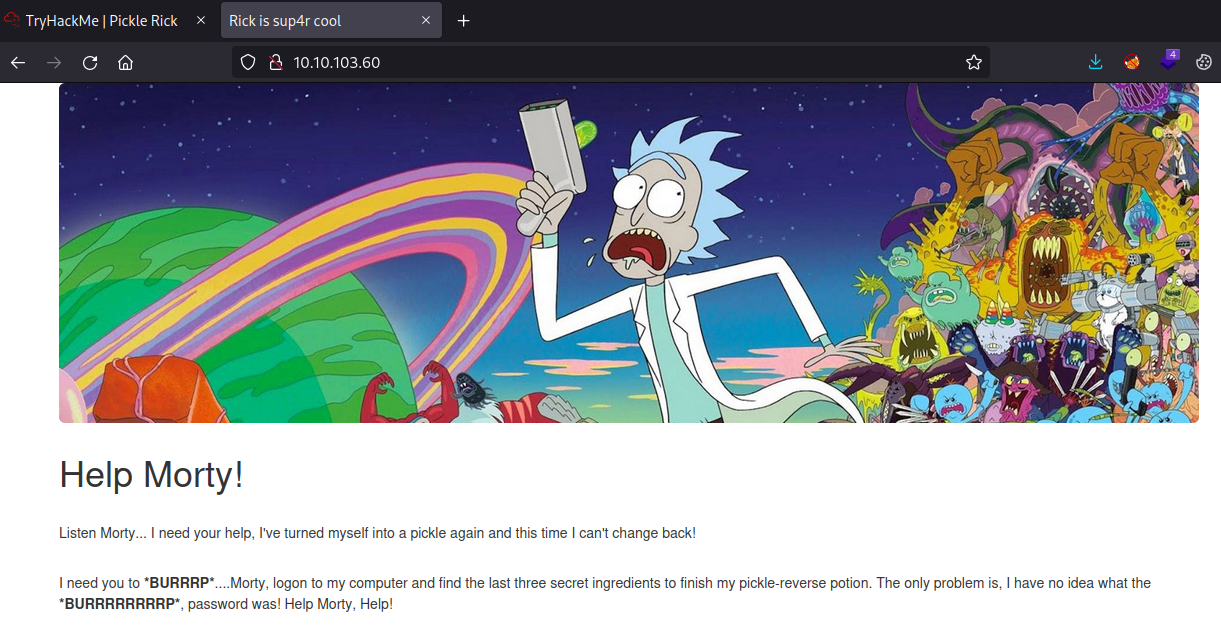 TryHackMe | Pickle Rick
Rick is sup4r cool
10.10.103.60
4
Help Morty!
Listen Morty... I need your help, I've turned myself into a pickle again and this time I can't change back!
I need you to *BURRRP*....Morty, logon to my computer and find the last three secret ingredients to finish my pickle-reverse potion. The only problem is, I have no idea what the
*BURRRRRRRRP*, password was! Help Morty, Help!